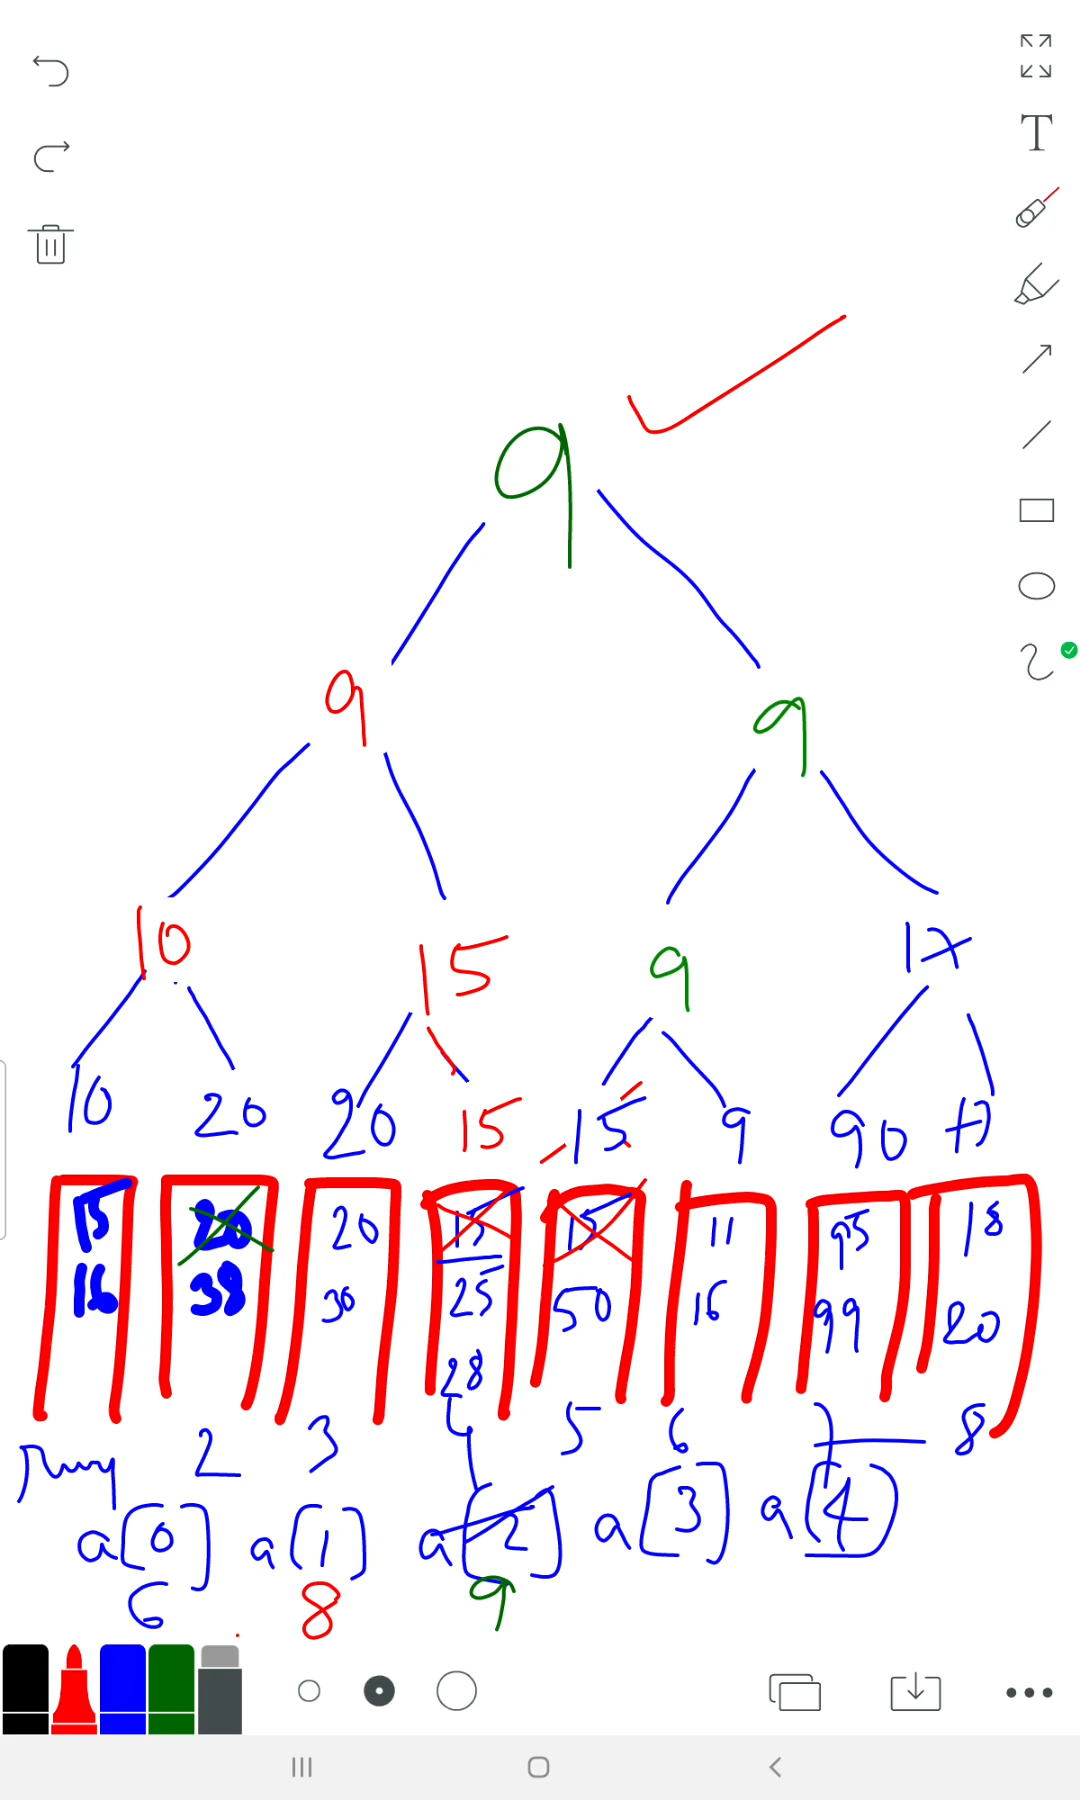 T
9
9 9
10 15 9 17
10 20 20 15 15 9 90 17
15 20 20 15 15 11 95 18
16 38 30 25 50 16 99 20
28
2 3 4 5 6 7 8
a[0] a[1] a[2] a[3] a[4]
6 8 9